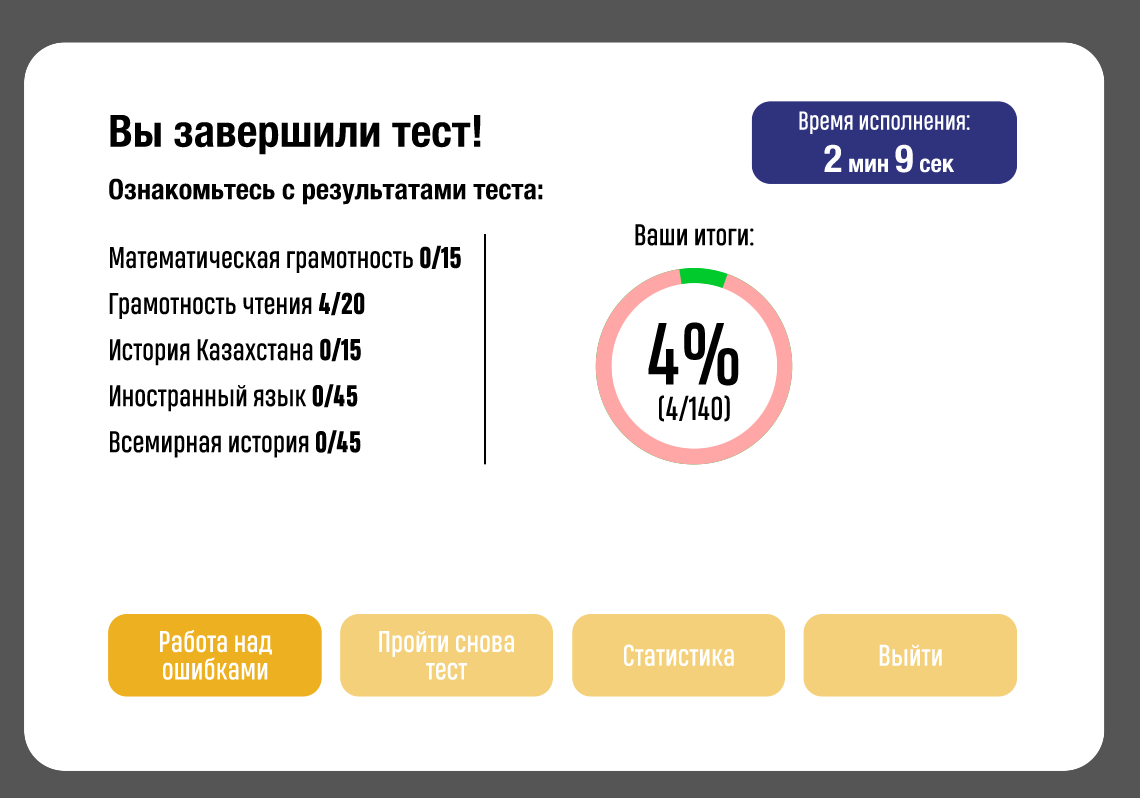 Вы завершили тест!
Ознакомьтесь с результатами теста:
Время исполнения:
2 мин 9 сек
Математическая грамотность 0/15
Грамотность чтения 4/20
История Казахстана 0/15
Иностранный язык 0/45
Всемирная история 0/45
Ваши итоги:
4%
(4/140)
Работа над
ошибками
Пройти снова
тест
Статистика
Выйти